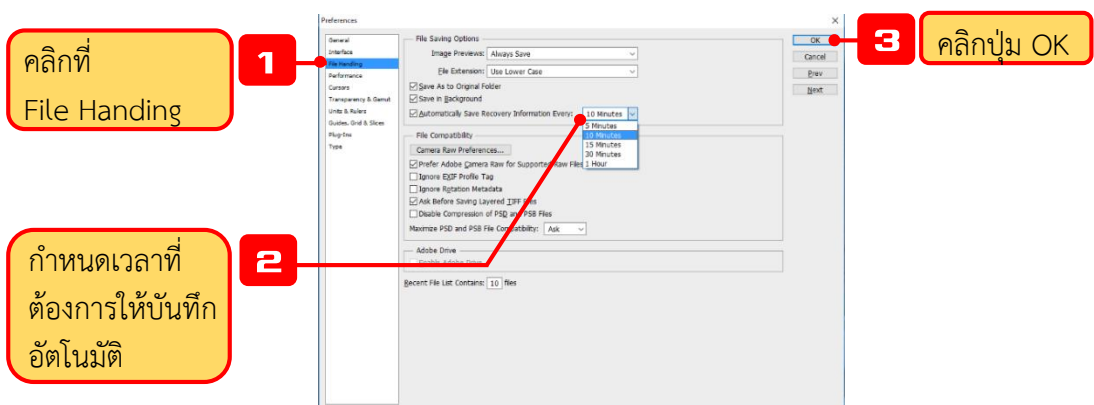 Preferences
คลิกที่
File Handing
1
General
Interface
File Handling
Performance
Cursors
Transparency & Gamut
Units & Rulers
Guides, Grid & Slices
Plug-Ins
Type
File Saving Options
Image Previews: Always Save
File Extension: Use Lower Case
Save As to Original Folder
Save in Background
Automatically Save Recovery Information Every: 10 Minutes
5 Minutes
10 Minutes
15 Minutes
30 Minutes
1 Hour
File Compatibility
Camera Raw Preferences...
Prefer Adobe Camera Raw for Supported Raw Files
Ignore EXIF Profile Tag
Ignore Rotation Metadata
Ask Before Saving Layered TIFF Files
Disable Compression of PSD and PSB Files
Maximize PSD and PSB File Compatibility: Ask
Adobe Drive
Enable Adobe Drive
Recent File List Contains: 10 files
OK
Cancel
Prev
Next
3
คลิกปุ่ม OK
2
กำหนดเวลาที่
ต้องการให้บันทึก
อัตโนมัติ